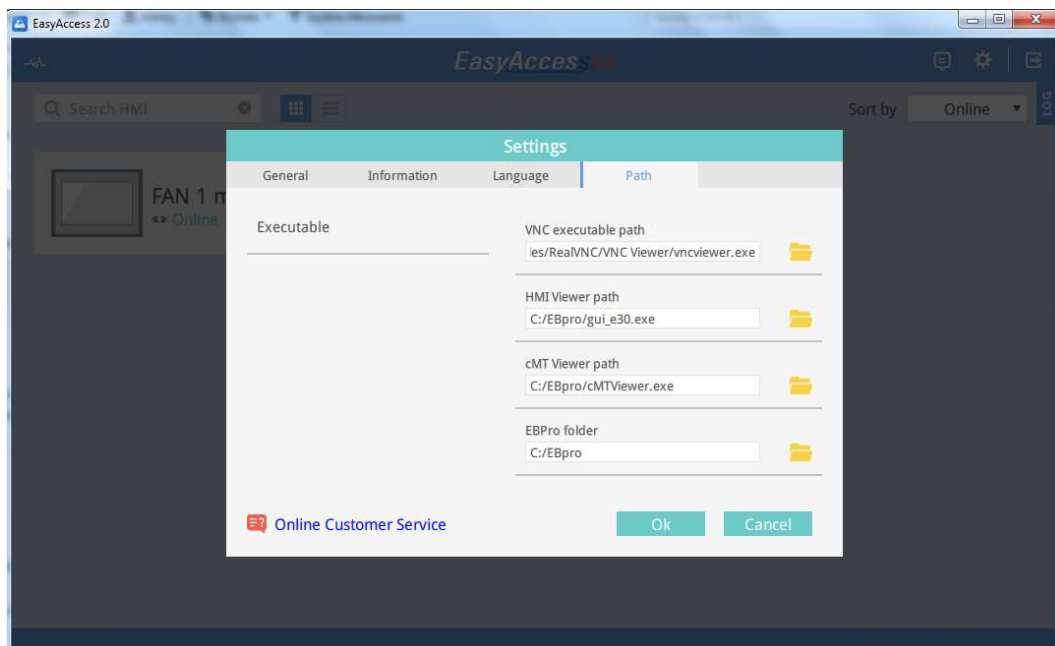 EasyAccess 2.0
EasyAccess
Search HMI
Sort by
Online
LOG
FAN 1
Online
Settings
General
Information
Language
Path
Executable
VNC executable path
les/RealVNC/VNC Viewer/vncviewer.exe
HMI Viewer path
C:/EBpro/gui_e30.exe
cMT Viewer path
C:/EBpro/cMTViewer.exe
EBPro folder
C:/EBpro
Online Customer Service
Ok
Cancel